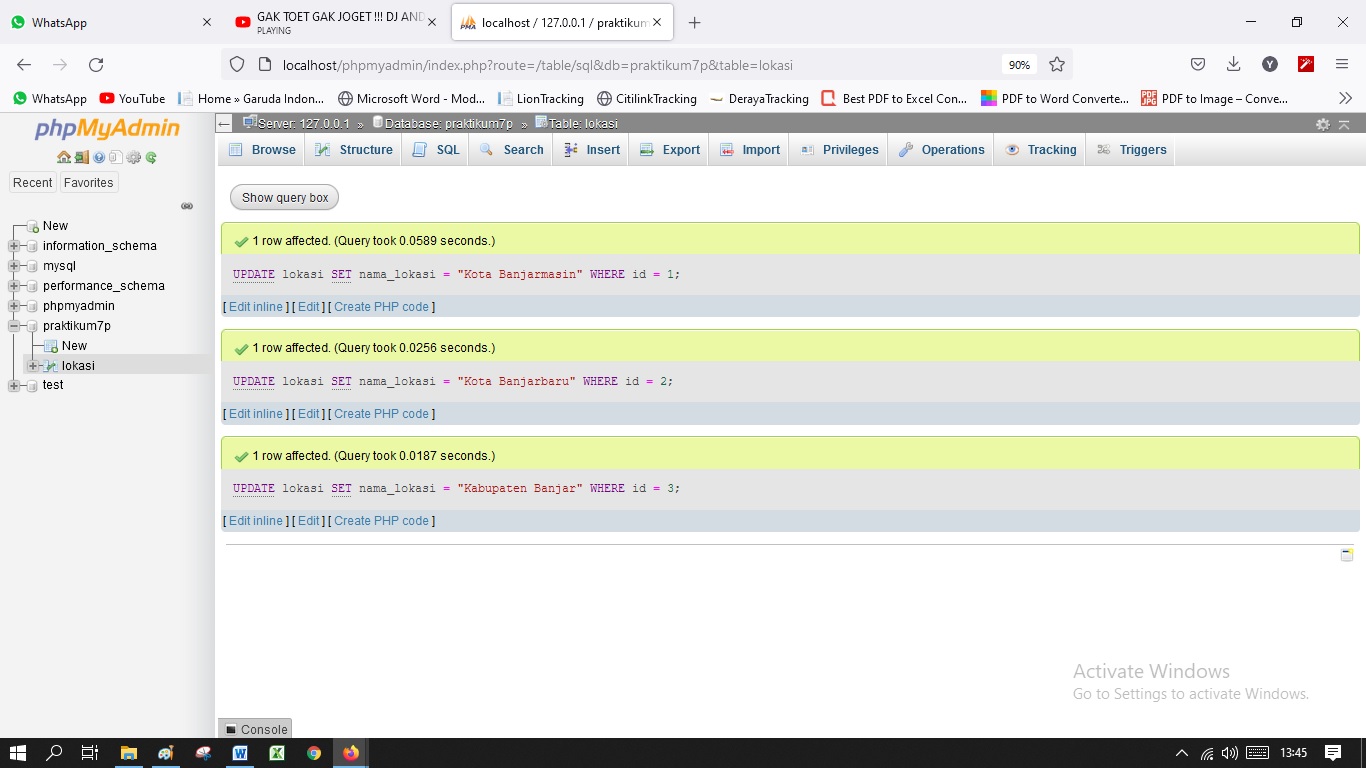 WhatsApp
GAK TOET GAK JOGET !!! DJ AND
PLAYING
localhost / 127.0.0.1 / praktikum
localhost/phpmyadmin/index.php?route=/table/sql&db=praktikum7p&table=lokasi
90%
Y
WhatsApp YouTube Home » Garuda Indon... Microsoft Word - Mod... LionTracking CitilinkTracking DerayaTracking Best PDF to Excel Con... PDF to Word Converte... PDF to Image – Conve...
phpMyAdmin
Recent Favorites
New
information_schema
mysql
performance_schema
phpmyadmin
praktikum7p
New
lokasi
test
Server: 127.0.0.1 » Database: praktikum7p » Table: lokasi
Browse Structure SQL Search Insert Export Import Privileges Operations Tracking Triggers
Show query box
1 row affected. (Query took 0.0589 seconds.)
UPDATE lokasi SET nama_lokasi = "Kota Banjarmasin" WHERE id = 1;
[ Edit inline ] [ Edit ] [ Create PHP code ]
1 row affected. (Query took 0.0256 seconds.)
UPDATE lokasi SET nama_lokasi = "Kota Banjarbaru" WHERE id = 2;
[ Edit inline ] [ Edit ] [ Create PHP code ]
1 row affected. (Query took 0.0187 seconds.)
UPDATE lokasi SET nama_lokasi = "Kabupaten Banjar" WHERE id = 3;
[ Edit inline ] [ Edit ] [ Create PHP code ]
Activate Windows
Go to Settings to activate Windows.
Console
13:45